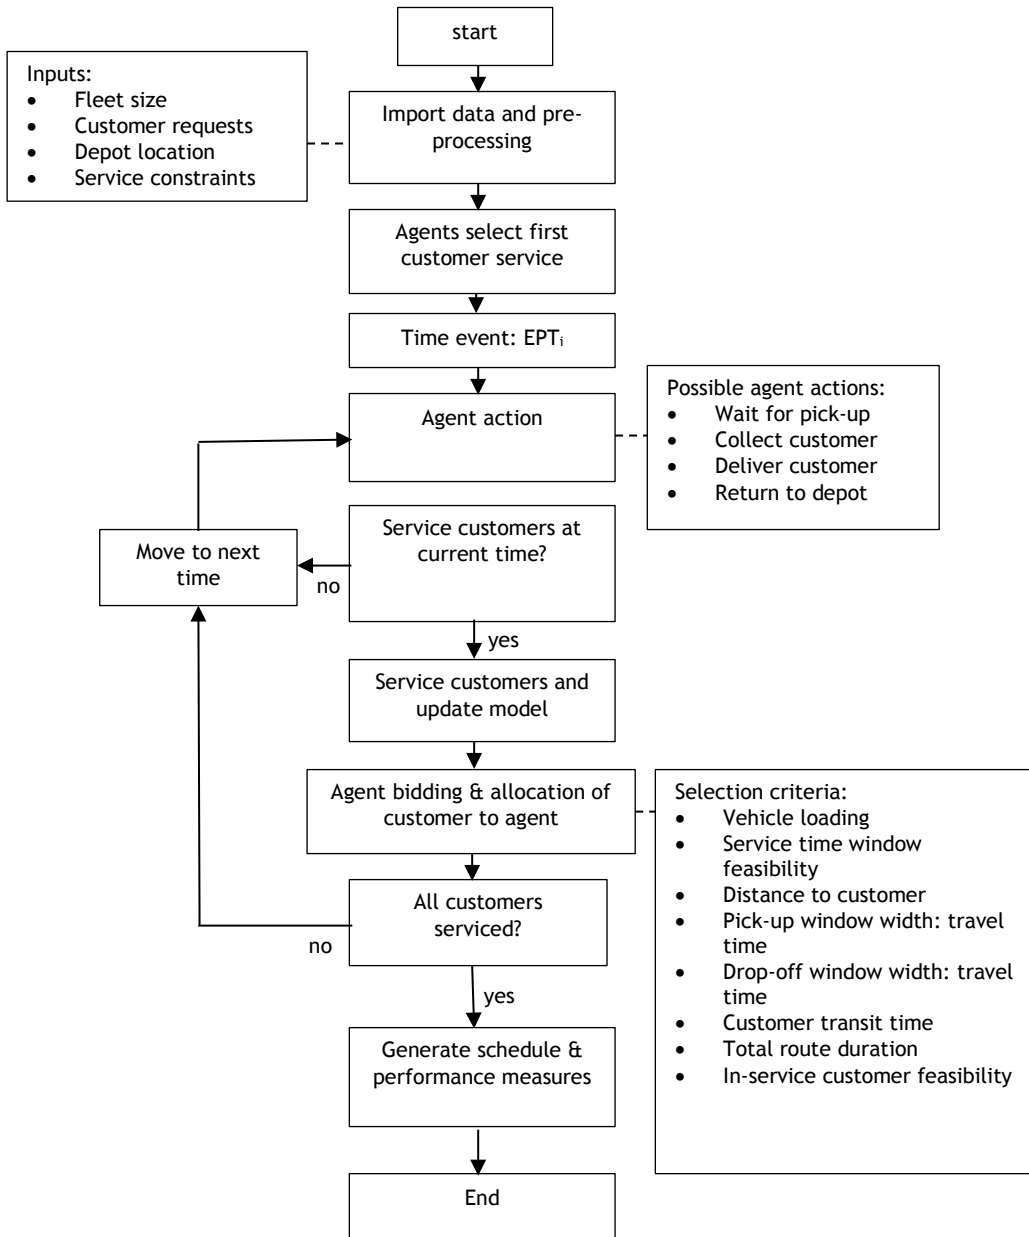 start
Inputs:
• Fleet size
• Customer requests
• Depot location
• Service constraints
Import data and pre-
processing
Agents select first
customer service
Time event: EPTᵢ
Agent action
Possible agent actions:
• Wait for pick-up
• Collect customer
• Deliver customer
• Return to depot
Service customers at
current time?
Move to next
time
no
yes
Service customers and
update model
Agent bidding & allocation of
customer to agent
Selection criteria:
• Vehicle loading
• Service time window
feasibility
• Distance to customer
• Pick-up window width: travel
time
• Drop-off window width: travel
time
• Customer transit time
• Total route duration
• In-service customer feasibility
All customers
serviced?
no
yes
Generate schedule &
performance measures
End